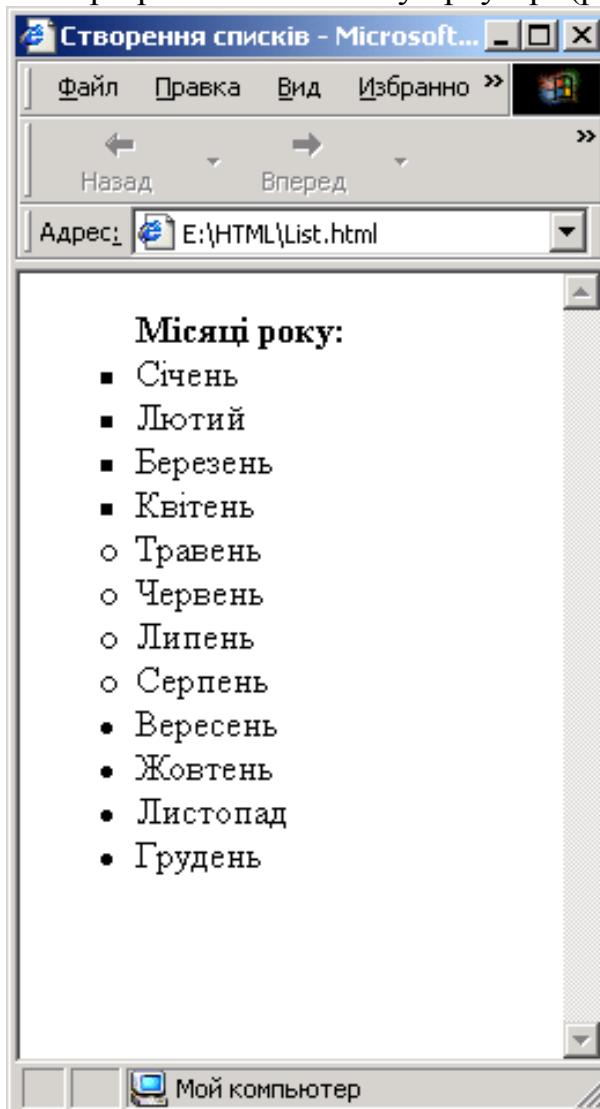 Створення списків - Microsoft...
Файл Правка Вид Избранно »
»
Назад Вперед
Адрес: E:\HTML\List.html
Місяці року:
Січень
Лютий
Березень
Квітень
Травень
Червень
Липень
Серпень
Вересень
Жовтень
Листопад
Грудень
Мой компьютер